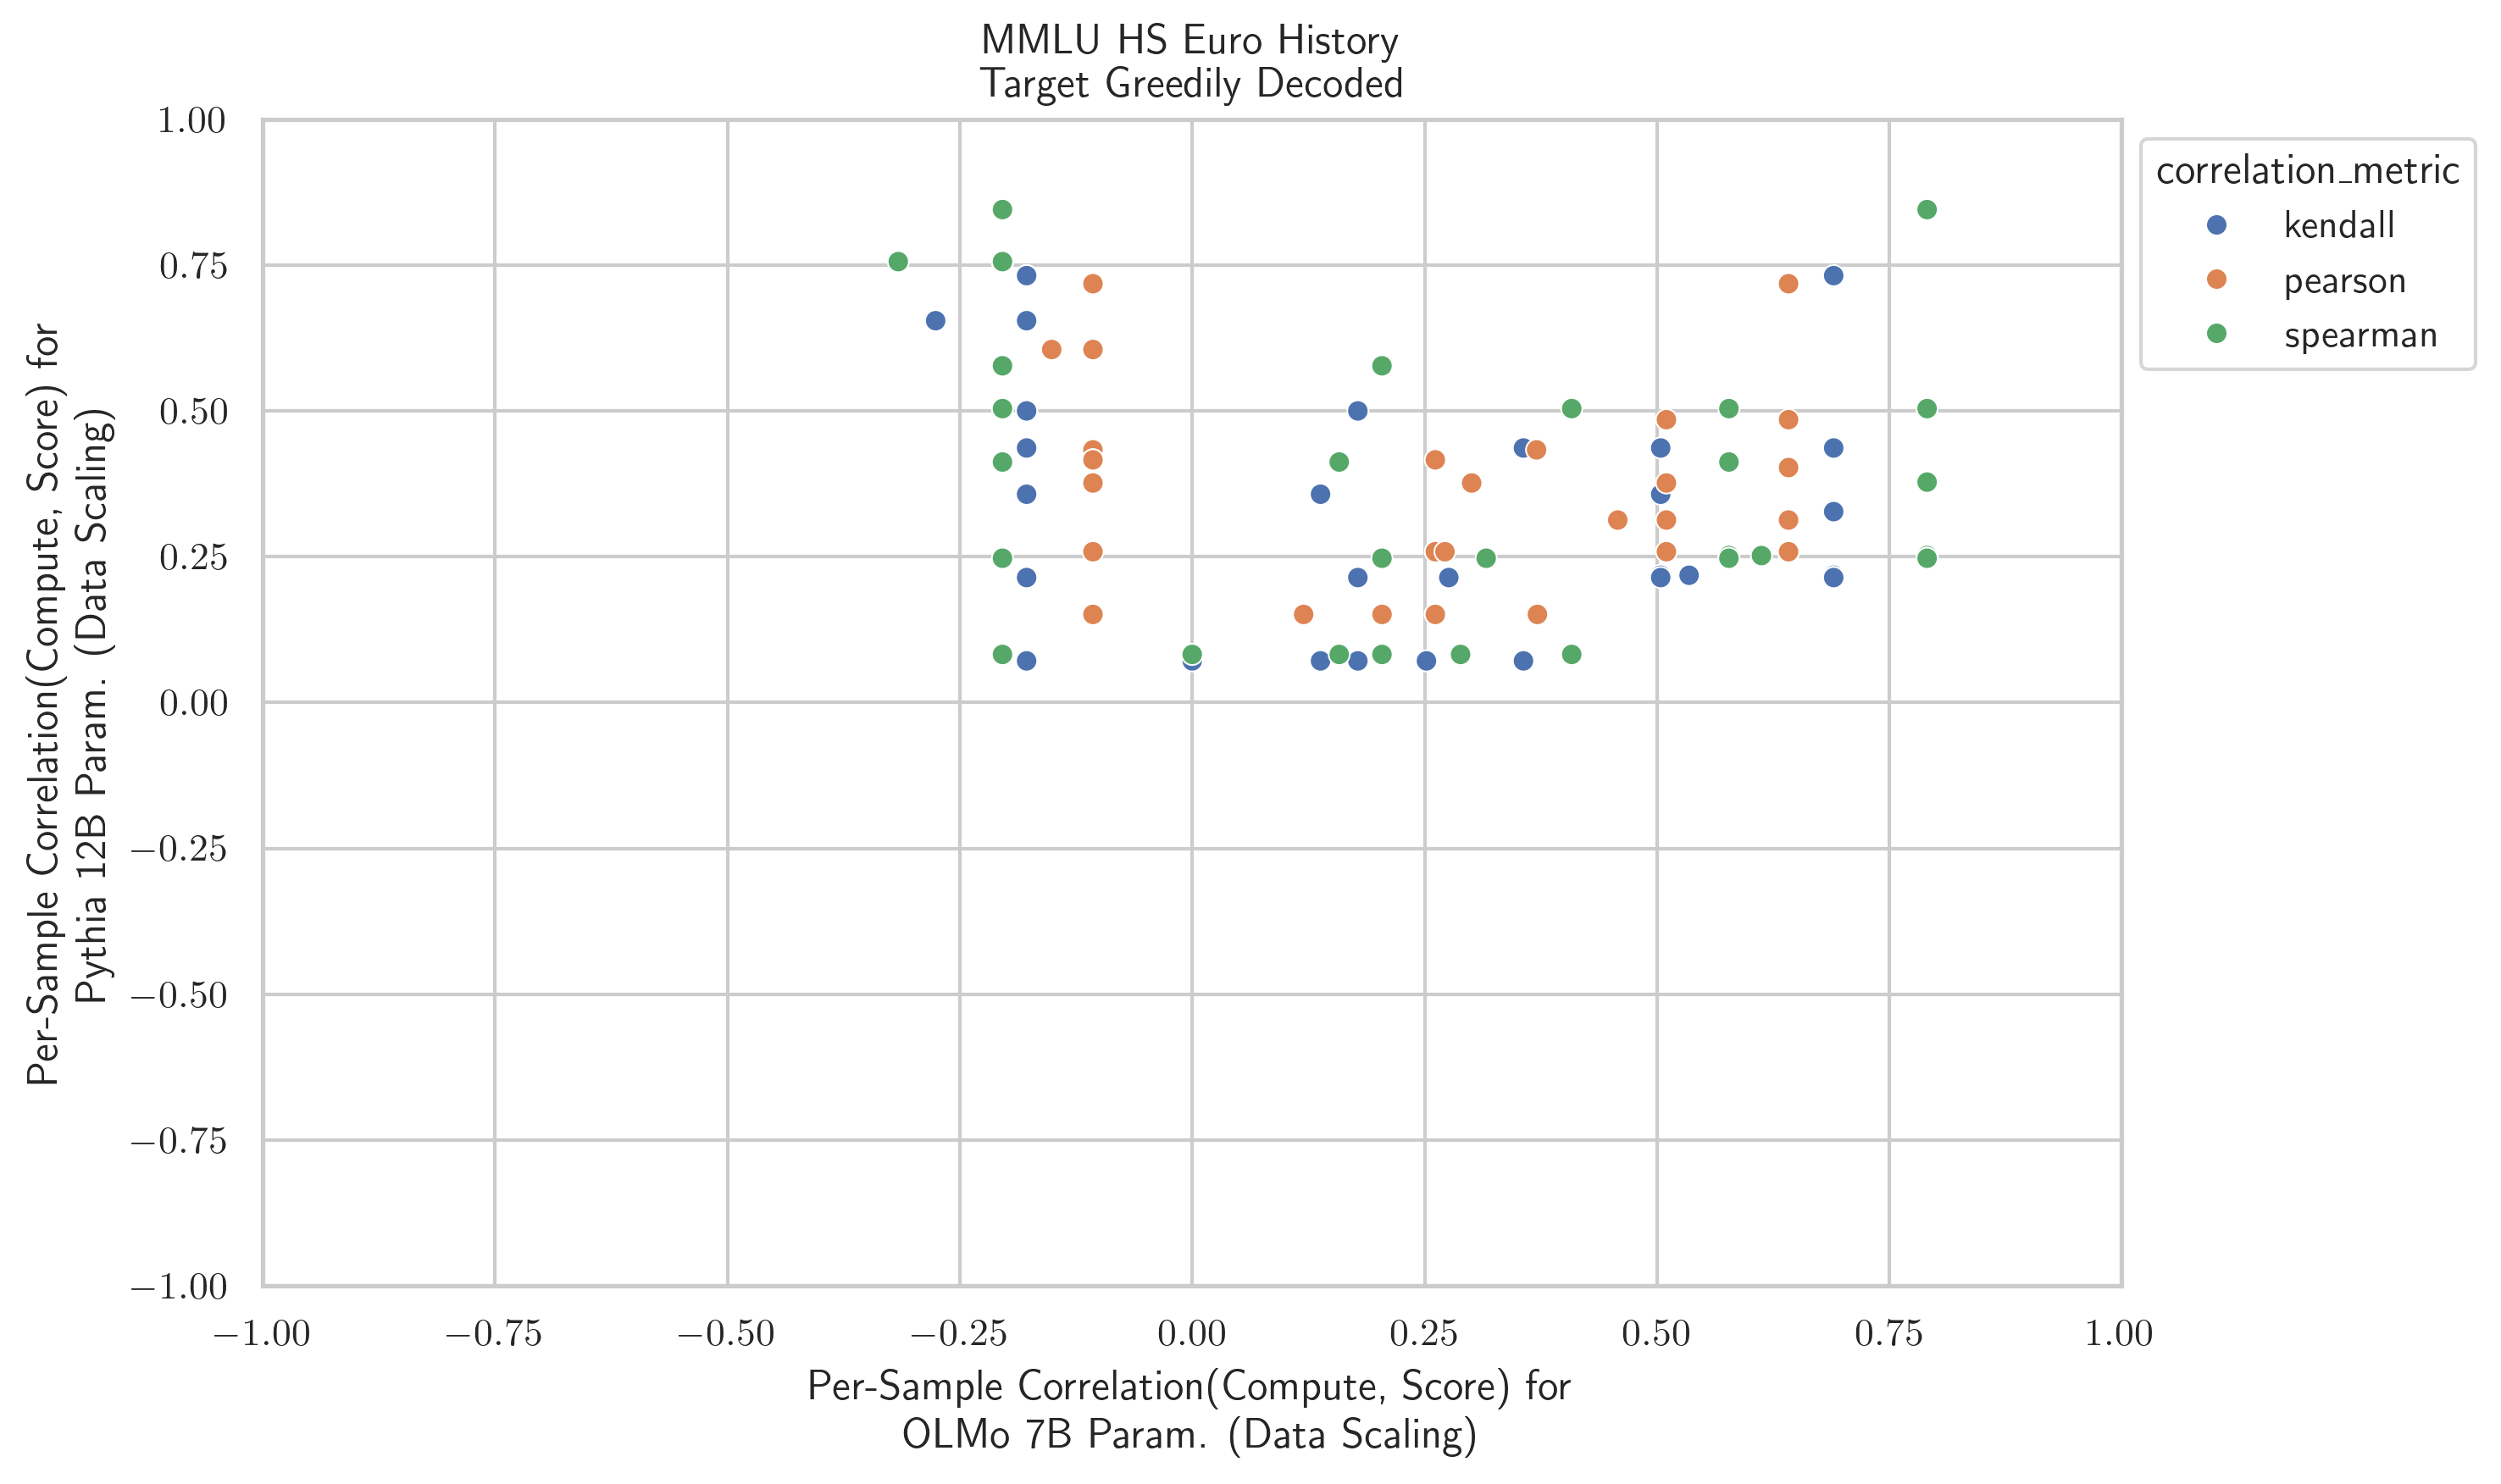 MMLU HS Euro History
Target Greedily Decoded
Per-Sample Correlation(Compute, Score) for
Pythia 12B Param. (Data Scaling)
1.00
0.75
0.50
0.25
0.00
−0.25
−0.50
−0.75
−1.00
correlation_metric
kendall
pearson
spearman
−1.00 −0.75 −0.50 −0.25 0.00 0.25 0.50 0.75 1.00
Per-Sample Correlation(Compute, Score) for
OLMo 7B Param. (Data Scaling)